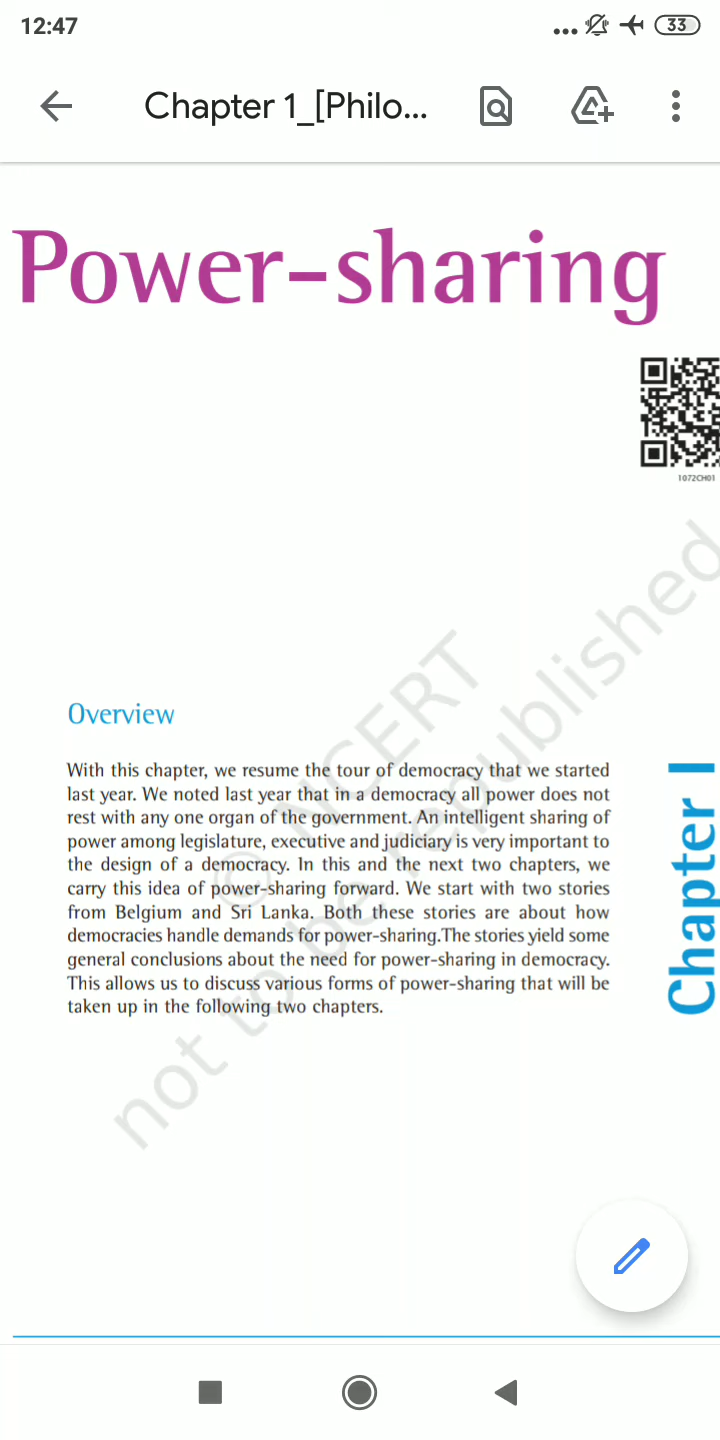 12:47
33
Chapter 1_[Philo...
Power-sharing
1072CH01
Overview
With this chapter, we resume the tour of democracy that we started
last year. We noted last year that in a democracy all power does not
rest with any one organ of the government. An intelligent sharing of
power among legislature, executive and judiciary is very important to
the design of a democracy. In this and the next two chapters, we
carry this idea of power-sharing forward. We start with two stories
from Belgium and Sri Lanka. Both these stories are about how
democracies handle demands for power-sharing.The stories yield some
general conclusions about the need for power-sharing in democracy.
This allows us to discuss various forms of power-sharing that will be
taken up in the following two chapters.
Chapter I
© NCERT
not to be republished